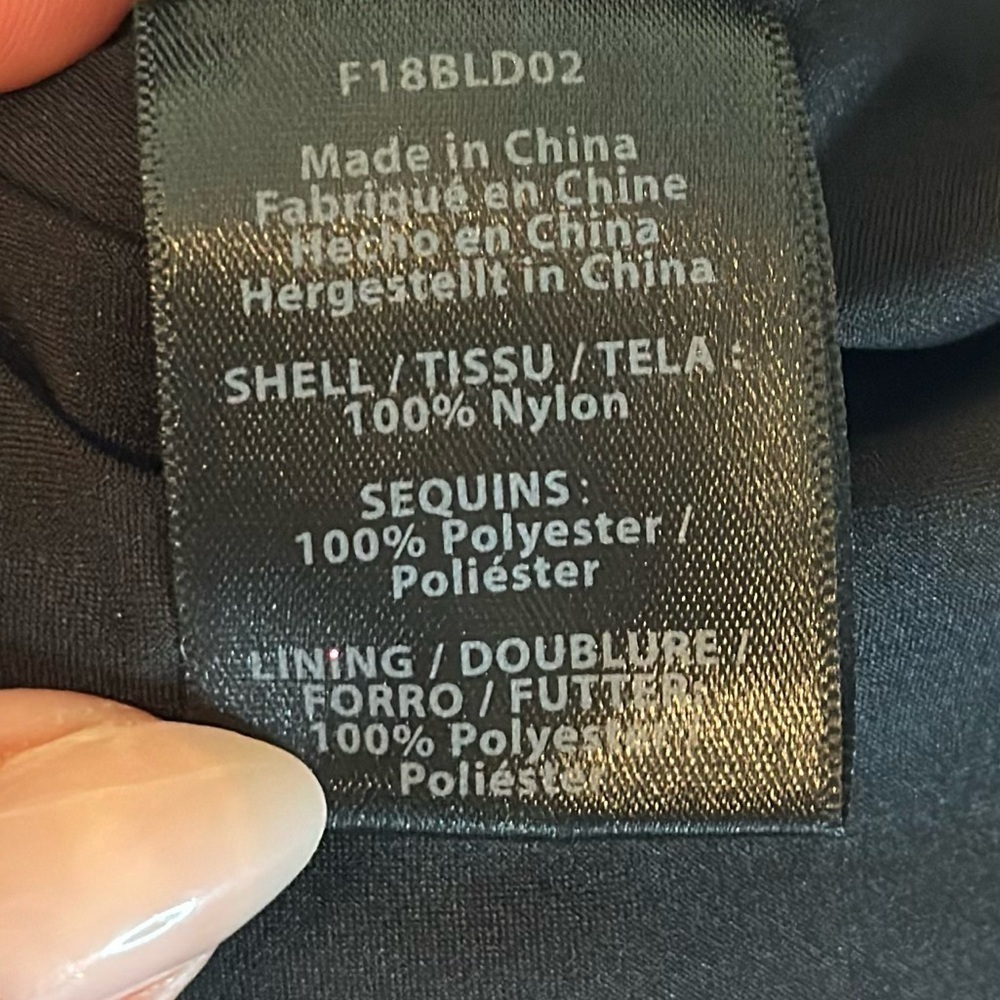 F18BLD02
Made in China
Fabriqué en Chine
Hecho en China
Hergestellt in China
SHELL / TISSU / TELA :
100% Nylon
SEQUINS:
100% Polyester /
Poliéster
LINING / DOUBLURE /
FORRO / FUTTER:
100% Polyester /
Poliéster